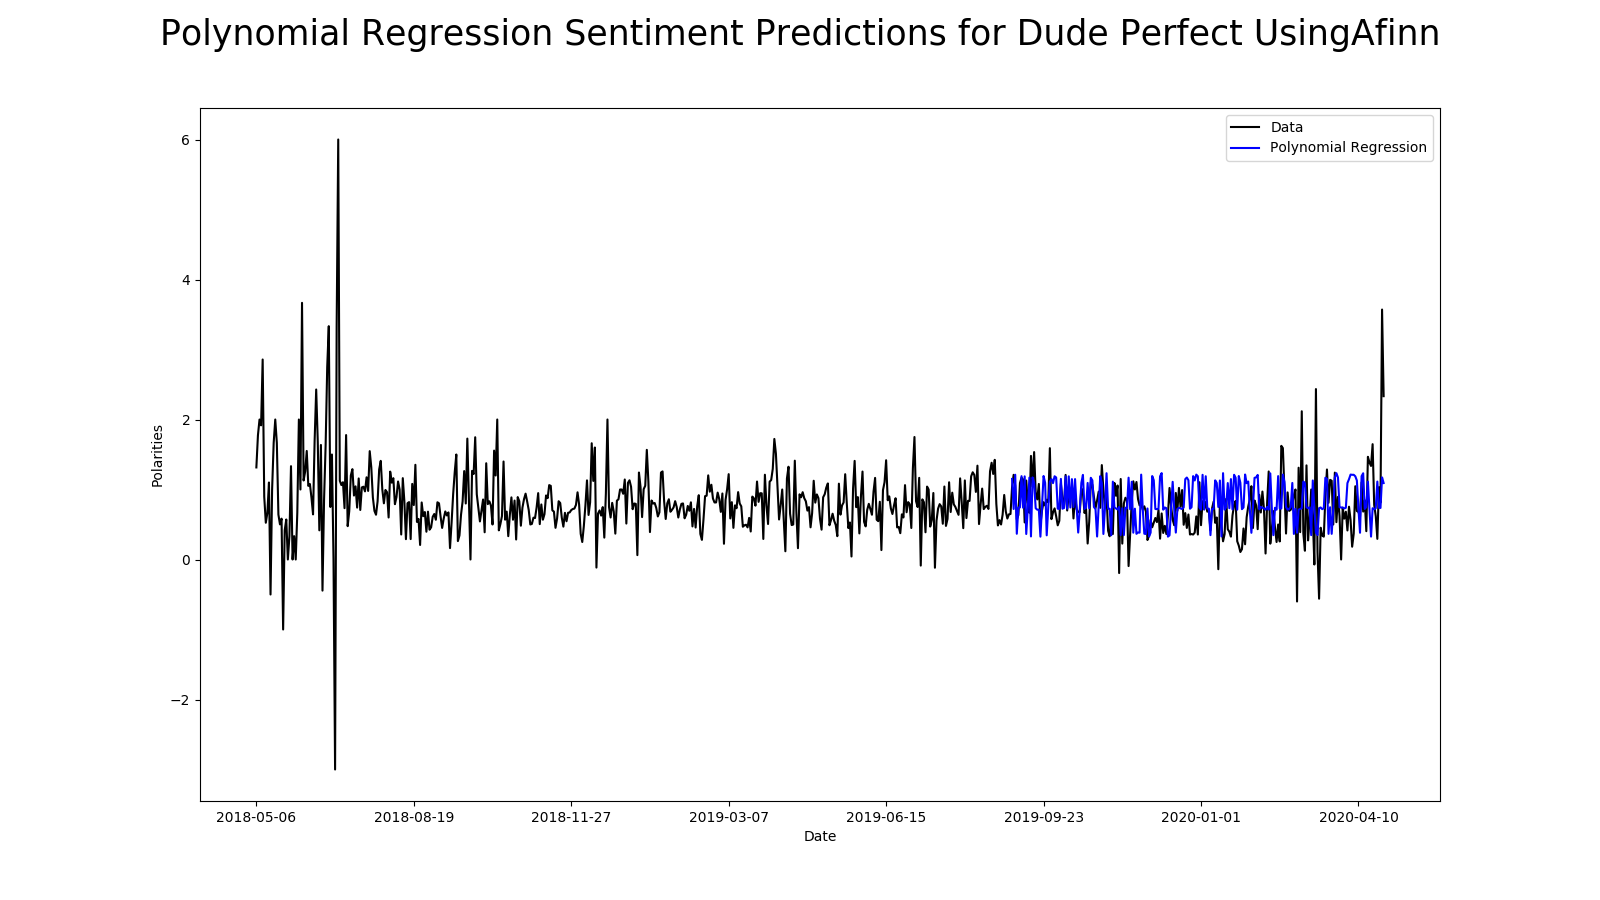 Polynomial Regression Sentiment Predictions for Dude Perfect UsingAfinn
Data
Polynomial Regression
6
4
2
0
−2
Polarities
2018-05-06 2018-08-19 2018-11-27 2019-03-07 2019-06-15 2019-09-23 2020-01-01 2020-04-10
Date